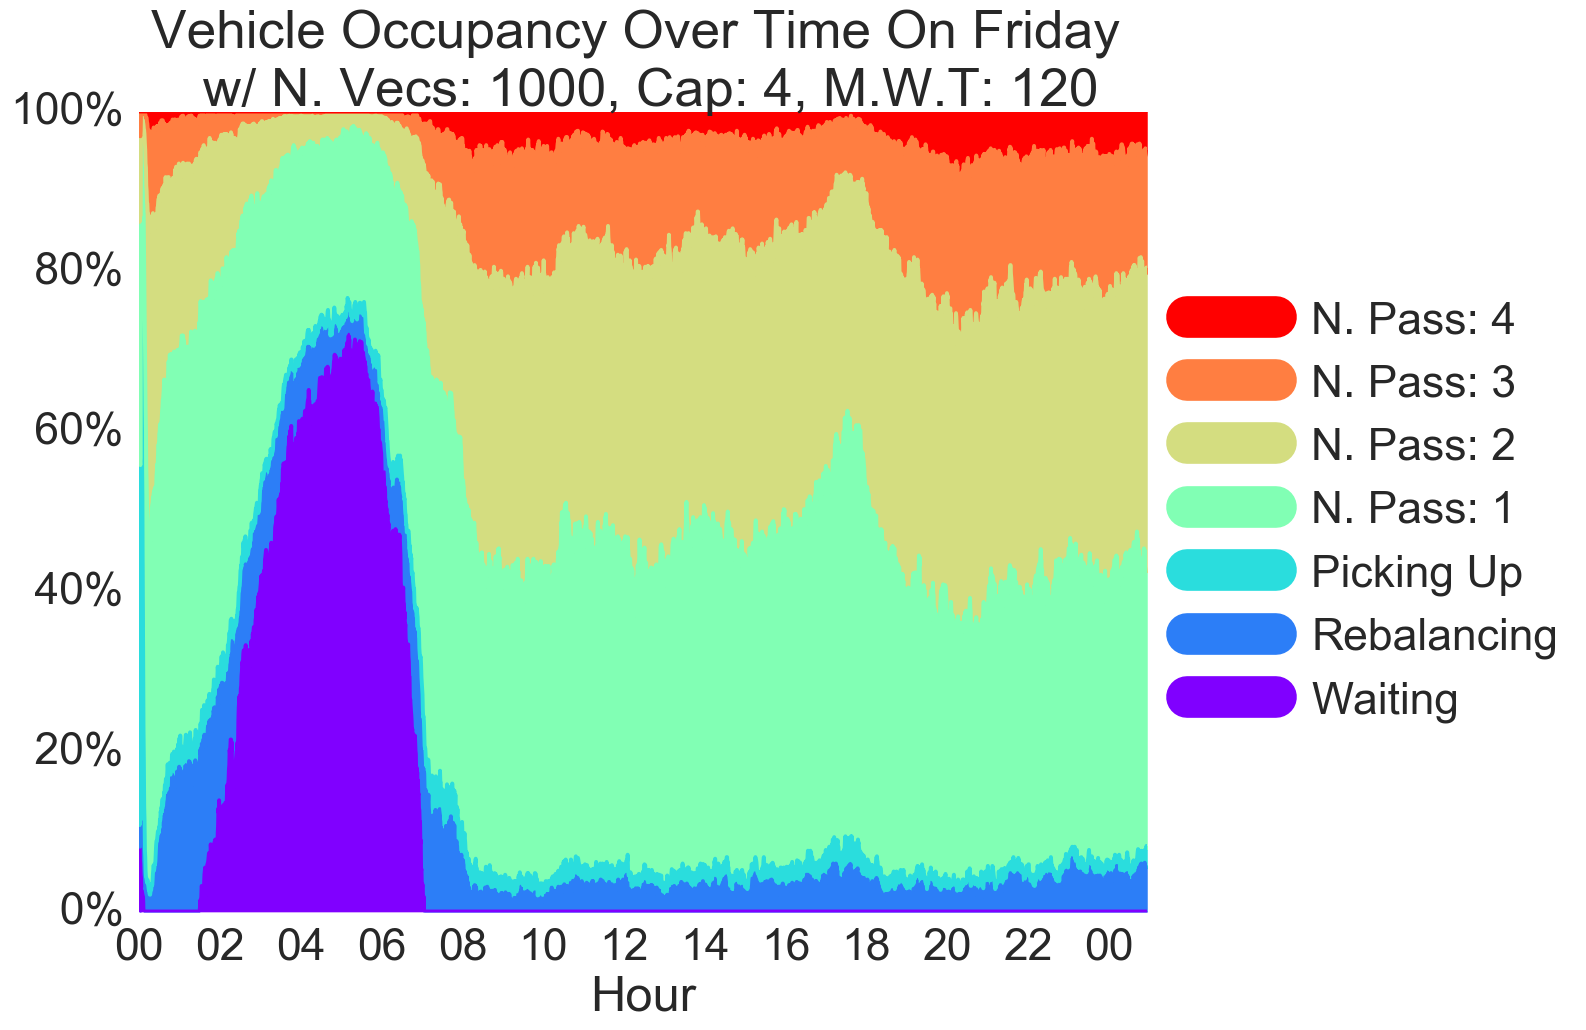 Vehicle Occupancy Over Time On Friday
w/ N. Vecs: 1000, Cap: 4, M.W.T: 120
100%
80%
60%
40%
20%
0%
00 02 04 06 08 10 12 14 16 18 20 22 00
Hour
N. Pass: 4
N. Pass: 3
N. Pass: 2
N. Pass: 1
Picking Up
Rebalancing
Waiting